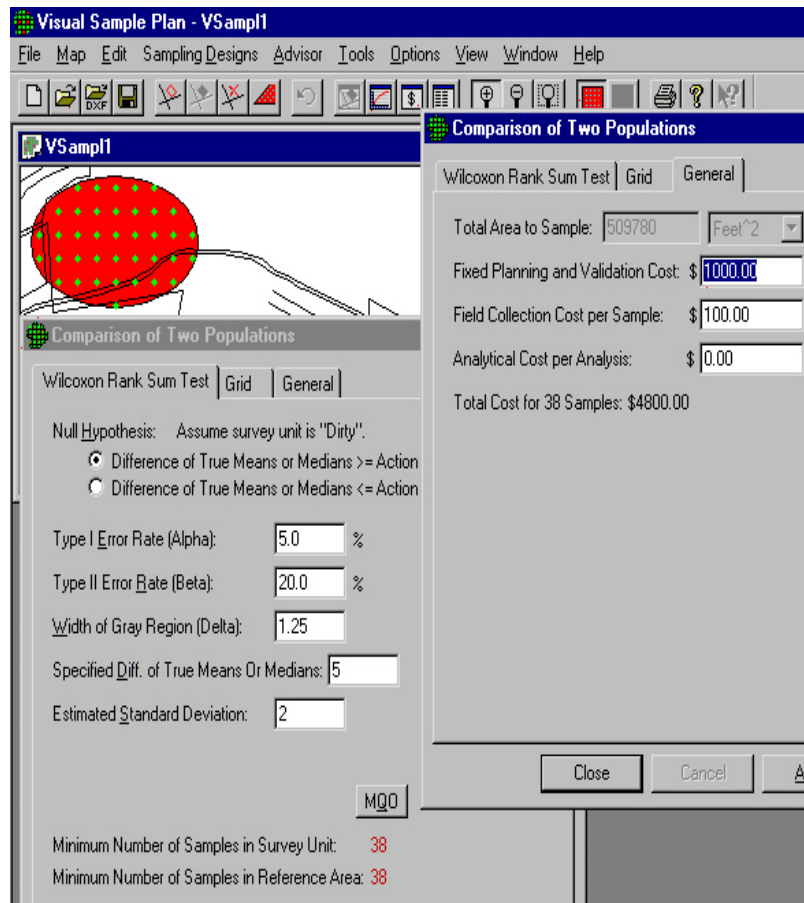 Visual Sample Plan - VSampl1
File Map Edit Sampling Designs Advisor Tools Options View Window Help
DXF
$
VSampl1
Comparison of Two Populations
Wilcoxon Rank Sum Test Grid General
Total Area to Sample: 509780 Feet^2
Fixed Planning and Validation Cost: $ 1000.00
Field Collection Cost per Sample: $ 100.00
Analytical Cost per Analysis: $ 0.00
Total Cost for 38 Samples: $4800.00
Close Cancel A
Comparison of Two Populations
Wilcoxon Rank Sum Test Grid General
Null Hypothesis: Assume survey unit is "Dirty".
Difference of True Means or Medians >= Action
Difference of True Means or Medians <= Action
Type I Error Rate (Alpha): 5.0 %
Type II Error Rate (Beta): 20.0 %
Width of Gray Region (Delta): 1.25
Specified Diff. of True Means Or Medians: 5
Estimated Standard Deviation: 2
MQO
Minimum Number of Samples in Survey Unit: 38
Minimum Number of Samples in Reference Area: 38